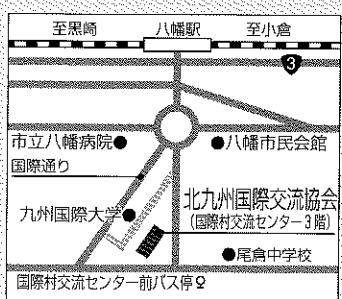 至黒崎 八幡駅 至小倉
3
市立八幡病院 八幡市民会館
国際通り
北九州国際交流協会
九州国際大学 (国際村交流センター3階)
尾倉中学校
国際村交流センター前バス停